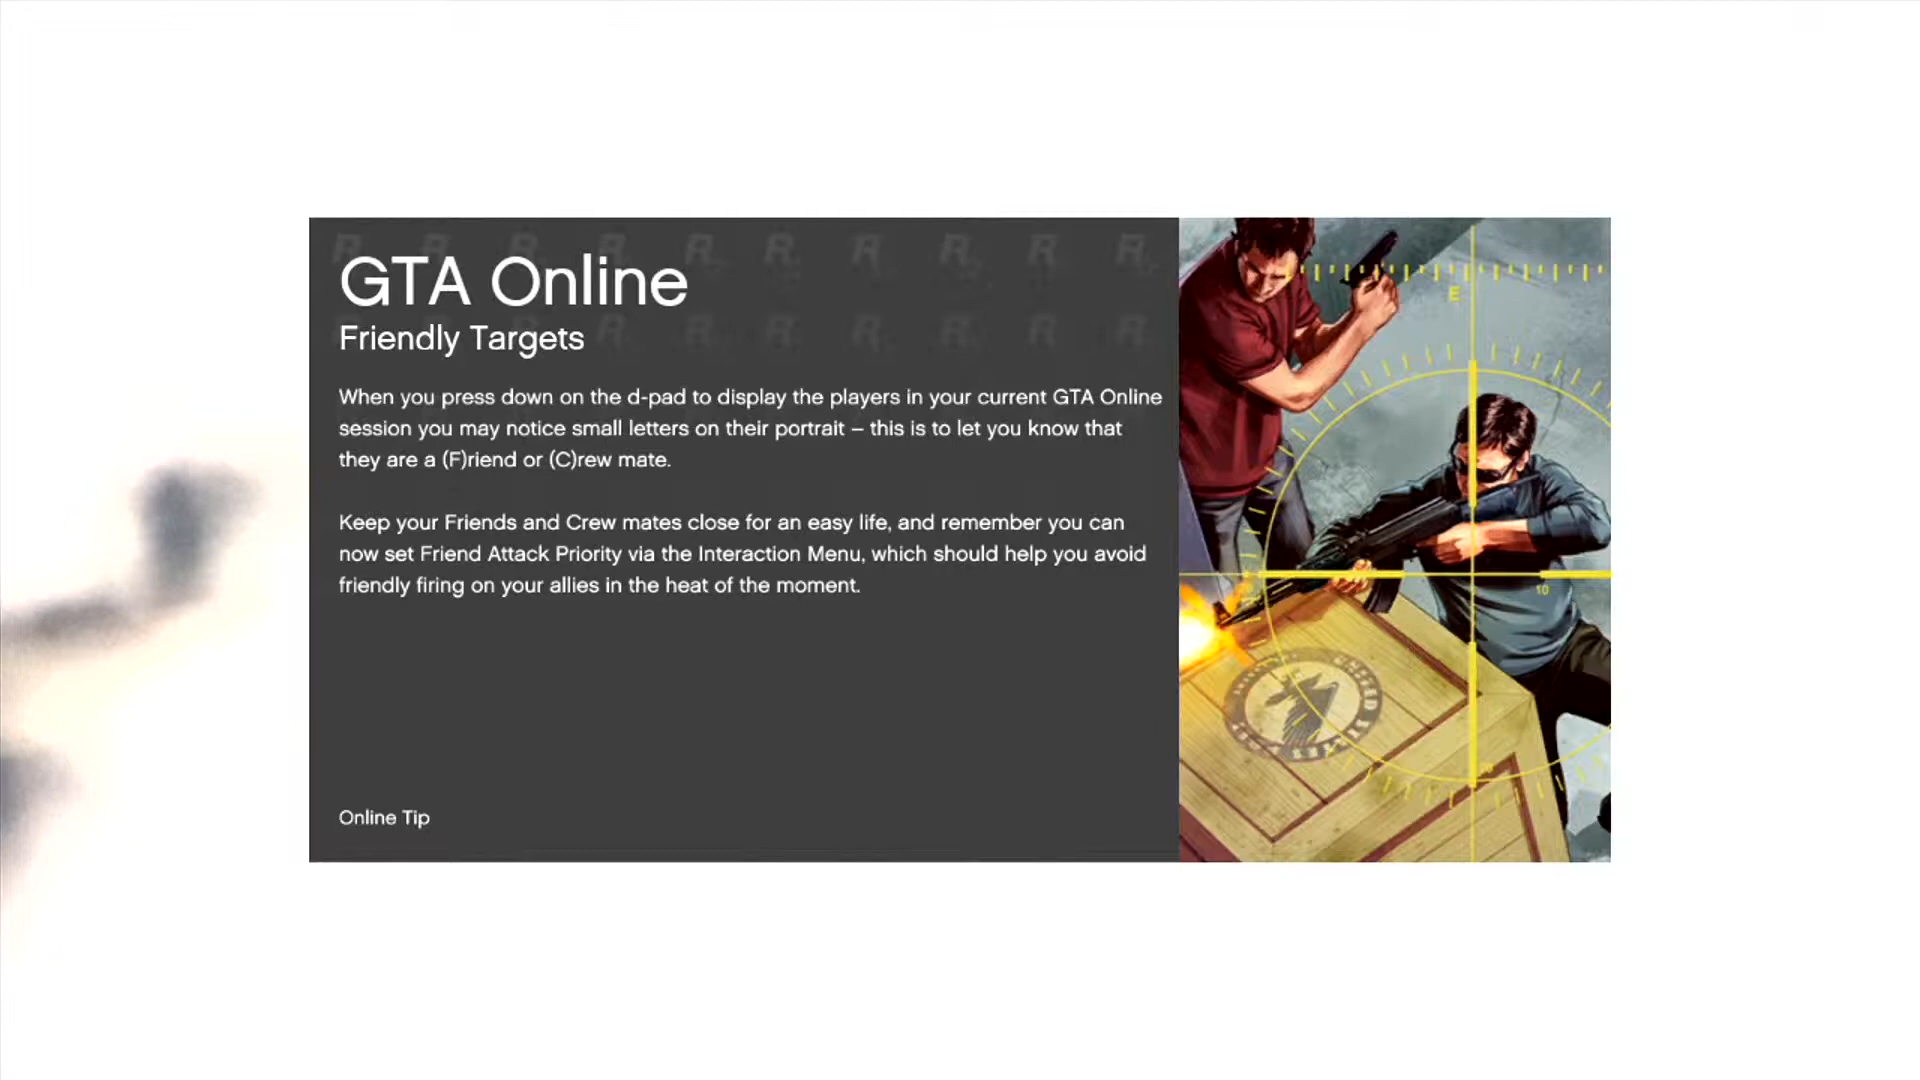 GTA Online
Friendly Targets
When you press down on the d-pad to display the players in your current GTA Online
session you may notice small letters on their portrait – this is to let you know that
they are a (F)riend or (C)rew mate.
Keep your Friends and Crew mates close for an easy life, and remember you can
now set Friend Attack Priority via the Interaction Menu, which should help you avoid
friendly firing on your allies in the heat of the moment.
Online Tip
E
10
UNITED STATES